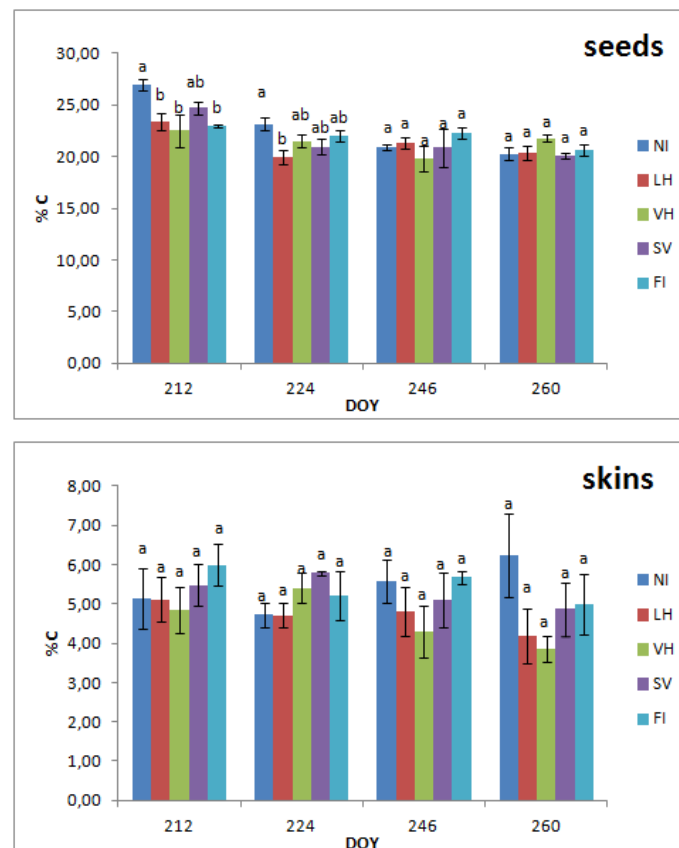 seeds
30,00
25,00
20,00
15,00
10,00
5,00
0,00
% C
a b b ab b
a b ab ab ab
a a a a a
a a a a a
212 224 246 260
DOY
NI
LH
VH
SV
FI
skins
8,00
7,00
6,00
5,00
4,00
3,00
2,00
1,00
0,00
%C
a a a a a
a a a a a
a a a a a
a a a a a
212 224 246 260
DOY
NI
LH
VH
SV
FI